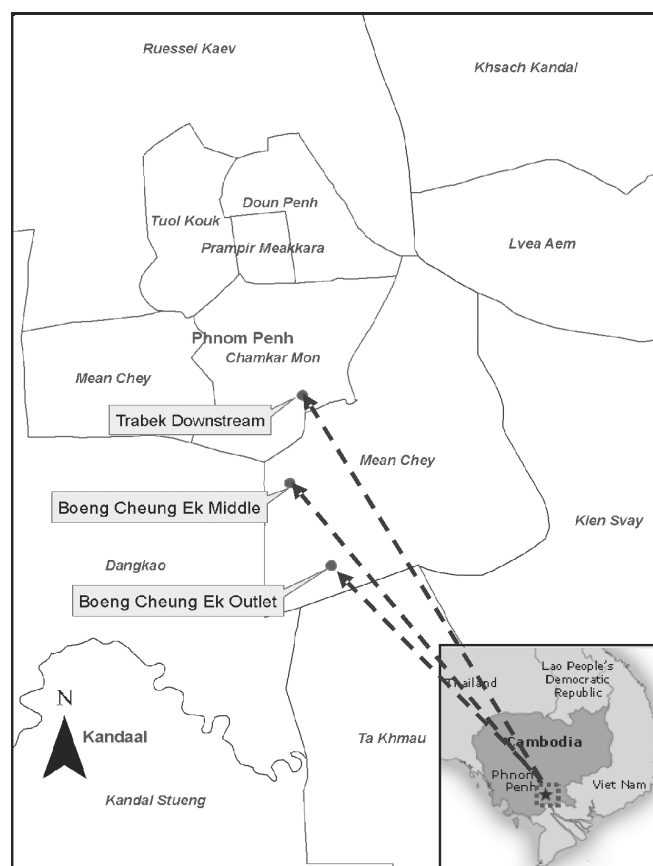 Ruessei Kaev
Khsach Kandal
Doun Penh
Tuol Kouk
Prampir Meakkara
Lvea Aem
Phnom Penh
Chamkar Mon
Mean Chey
Trabek Downstream
Mean Chey
Boeng Cheung Ek Middle
Kien Svay
Dangkao
Boeng Cheung Ek Outlet
N
Kandaal
Ta Khmau
Kandal Stueng
Thailand
Lao People's
Democratic
Republic
Cambodia
Phnom
Penh
Viet Nam